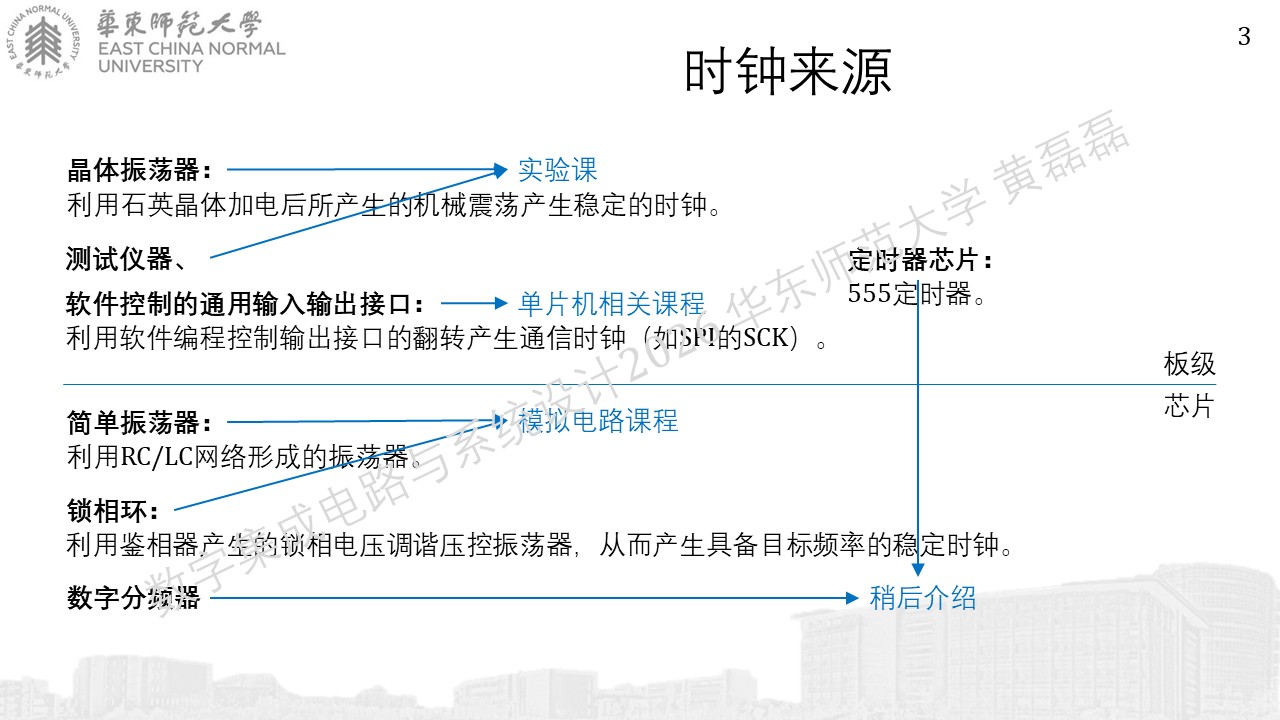 華東師範大學
EAST CHINA NORMAL
UNIVERSITY
EAST CHINA NORMAL UNIVERSITY
華東師範大學
3
时钟来源
晶体振荡器：
实验课
利用石英晶体加电后所产生的机械震荡产生稳定的时钟。
测试仪器、
定时器芯片：
555定时器。
软件控制的通用输入输出接口：
单片机相关课程
利用软件编程控制输出接口的翻转产生通信时钟（如SPI的SCK）。
板级
芯片
简单振荡器：
模拟电路课程
利用RC/LC网络形成的振荡器。
锁相环：
利用鉴相器产生的锁相电压调谐压控振荡器，从而产生具备目标频率的稳定时钟。
数字分频器
稍后介绍
数字集成电路与系统设计2026 华东师范大学 黄磊磊